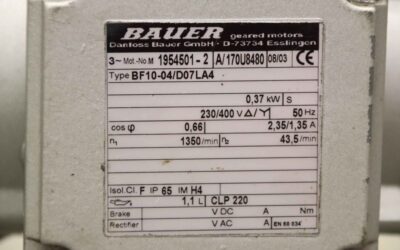 BAUER geared motors
Danfoss Bauer GmbH · D-73734 Esslingen
3~ Mot.-No. M 1954501-2 A/170U8480 08/03 CE
Type BF10-04/D07LA4
0,37 kW S
230/400 V Δ/Y 50 Hz
cos φ 0,66 2,35/1,35 A
n₁ 1350/min n₂ 43,5/min
Isol.Cl. F IP 65 IM H4
1,1 L CLP 220
Brake V DC A Nm
Rectifier V AC A EN 60 034